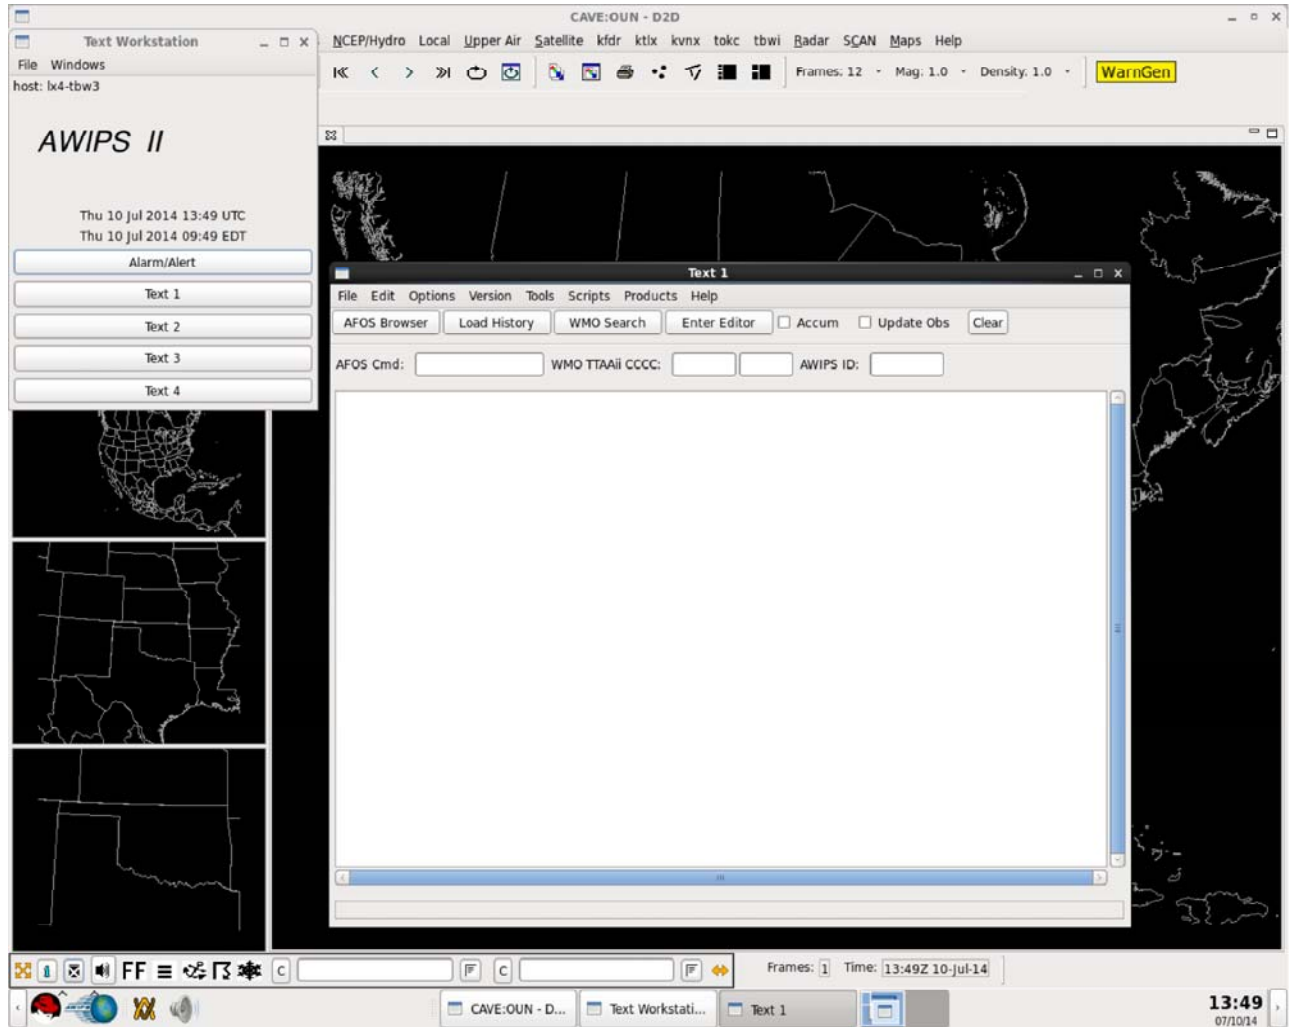 CAVE:OUN - D2D
Text Workstation
NCEP/Hydro Local Upper Air Satellite kfdr ktlx kvnx tokc tbwi Radar SCAN Maps Help
File Windows
host: lx4-tbw3
Frames: 12 Mag: 1.0 Density: 1.0 WarnGen
AWIPS II
Thu 10 Jul 2014 13:49 UTC
Thu 10 Jul 2014 09:49 EDT
Alarm/Alert
Text 1
Text 2
Text 3
Text 4
Text 1
File Edit Options Version Tools Scripts Products Help
AFOS Browser Load History WMO Search Enter Editor Accum Update Obs Clear
AFOS Cmd: WMO TTAAii CCCC: AWIPS ID:
FF C C Frames: 1 Time: 13:49Z 10-Jul-14
CAVE:OUN - D... Text Workstati... Text 1 13:49
07/10/14